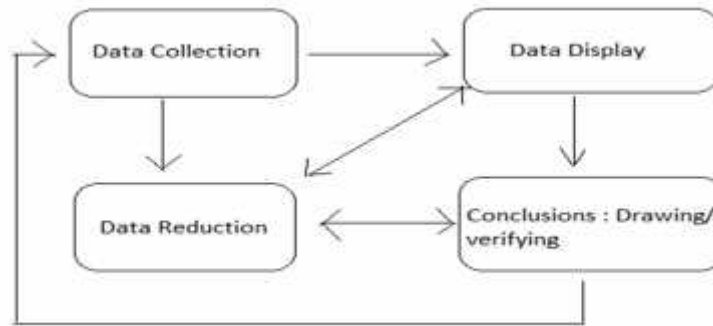 Data Collection
Data Display
Data Reduction
Conclusions : Drawing/
verifying